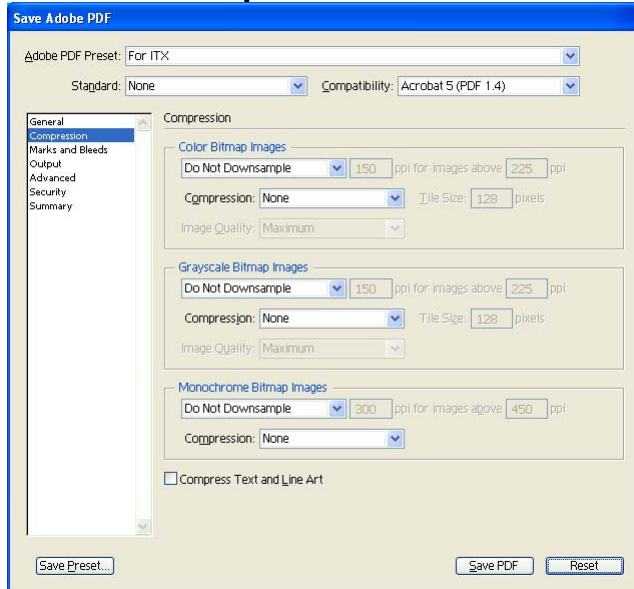 Save Adobe PDF
Adobe PDF Preset: For ITX
Standard: None Compatibility: Acrobat 5 (PDF 1.4)
General
Compression
Marks and Bleeds
Output
Advanced
Security
Summary
Compression
Color Bitmap Images
Do Not Downsample 150 ppi for images above 225 ppi
Compression: None Tile Size: 128 pixels
Image Quality: Maximum
Grayscale Bitmap Images
Do Not Downsample 150 ppi for images above 225 ppi
Compression: None Tile Size: 128 pixels
Image Quality: Maximum
Monochrome Bitmap Images
Do Not Downsample 300 ppi for images above 450 ppi
Compression: None
Compress Text and Line Art
Save Preset... Save PDF Reset